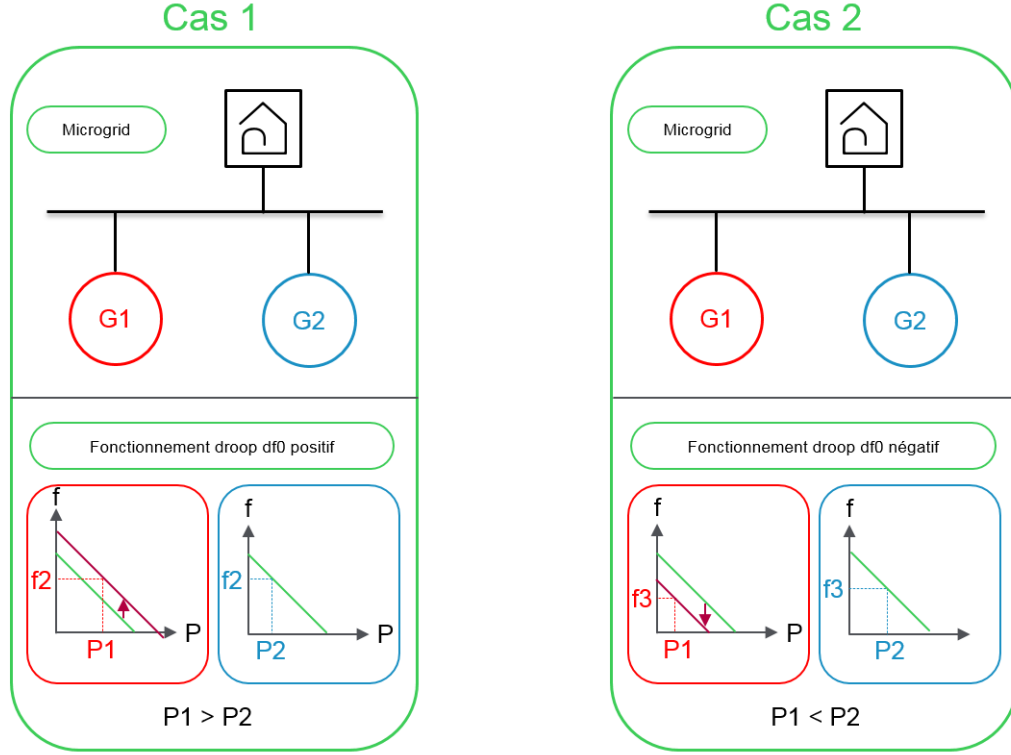 Cas 1
Microgrid
G1
G2
Fonctionnement droop df0 positif
f
f2
P1
P
f
f2
P2
P
P1 > P2
Cas 2
Microgrid
G1
G2
Fonctionnement droop df0 négatif
f
f3
P1
P
f
f3
P2
P1 < P2